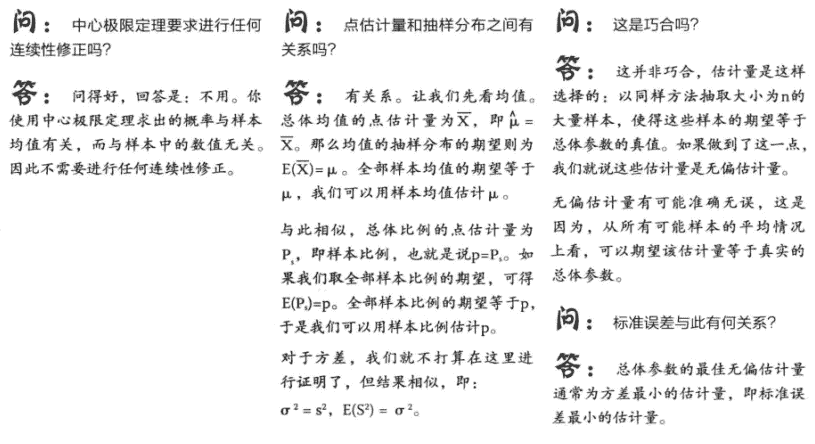 问： 中心极限定理要求进行任何
连续性修正吗？
答： 问得好，回答是：不用。你
使用中心极限定理求出的概率与样本
均值有关，而与样本中的数值无关。
因此不需要进行任何连续性修正。
问： 点估计量和抽样分布之间有
关系吗？
答： 有关系。让我们先看均值。
总体均值的点估计量为X̅，即 μ̂ =
X̅。那么均值的抽样分布的期望则为
E(X̅)= μ 。全部样本均值的期望等于
μ ，我们可以用样本均值估计 μ 。
与此相似，总体比例的点估计量为
Pₛ，即样本比例，也就是说p=Pₛ。如
果我们取全部样本比例的期望，可得
E(Pₛ)=p。全部样本比例的期望等于p，
于是我们可以用样本比例估计p。
对于方差，我们就不打算在这里进
行证明了，但结果相似，即：
σ² = s²，E(S²) = σ²。
问： 这是巧合吗？
答： 这并非巧合，估计量是这样
选择的：以同样方法抽取大小为n的
大量样本，使得这些样本的期望等于
总体参数的真值。如果做到了这一点，
我们就说这些估计量是无偏估计量。
无偏估计量有可能准确无误，这是
因为，从所有可能样本的平均情况
上看，可以期望该估计量等于真实的
总体参数。
问： 标准误差与此有何关系？
答： 总体参数的最佳无偏估计量
通常为方差最小的估计量，即标准误
差最小的估计量。